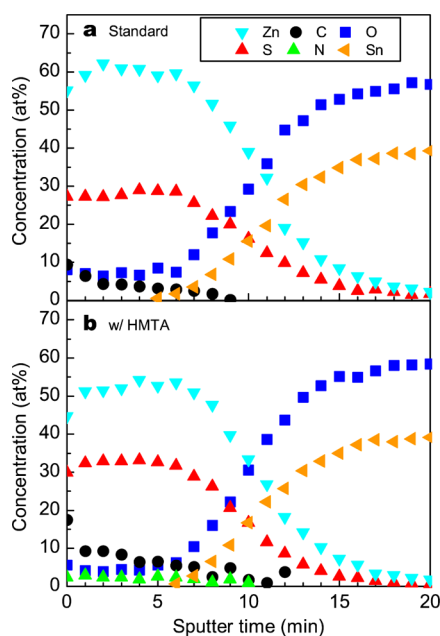 a Standard
Zn C O
S N Sn
70
60
50
40
30
20
10
0
Concentration (at%)
b w/ HMTA
70
60
50
40
30
20
10
0
Concentration (at%)
0 5 10 15 20
Sputter time (min)